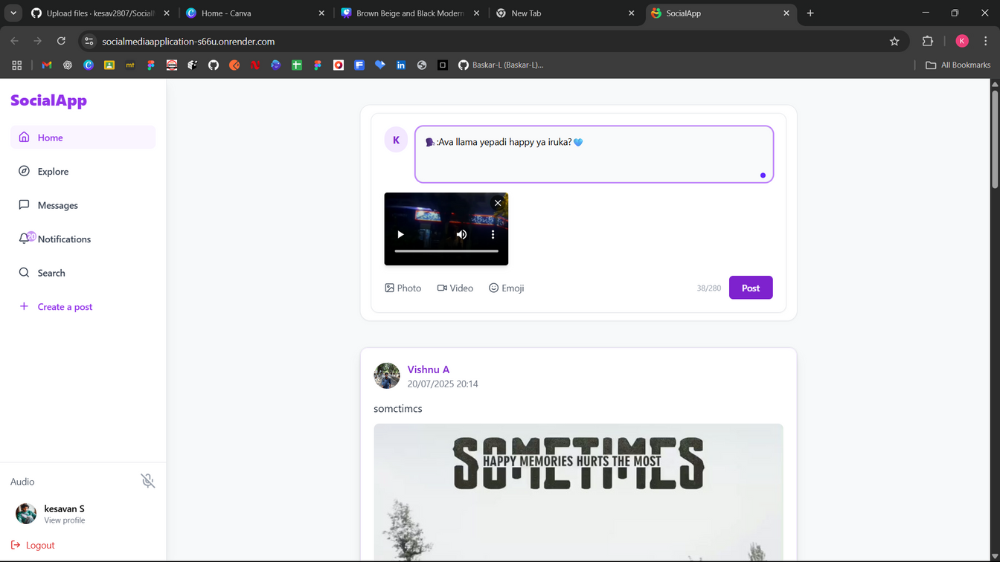 Upload files · kesav2807/Sociall
Home - Canva
Brown Beige and Black Modern
New Tab
SocialApp
socialmediaapplication-s66u.onrender.com
K
mt
Baskar-L (Baskar-L)...
All Bookmarks
SocialApp
Home
Explore
Messages
20
Notifications
Search
Create a post
Audio
kesavan S
View profile
Logout
K
🗣:Ava llama yepadi happy ya iruka?🩵
Photo
Video
Emoji
38/280
Post
Vishnu A
20/07/2025 20:14
somctimcs
SOMETIMES
HAPPY MEMORIES HURTS THE MOST